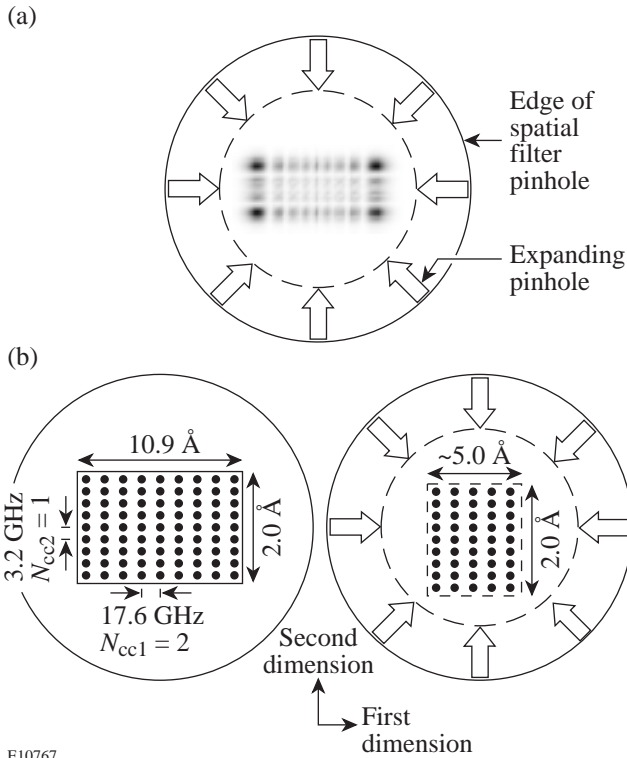 (a)
Edge of
spatial
filter
pinhole
Expanding
pinhole
(b)
10.9 Å
2.0 Å
3.2 GHz
Ncc2 = 1
17.6 GHz
Ncc1 = 2
~5.0 Å
2.0 Å
Second
dimension
First
dimension
E10767